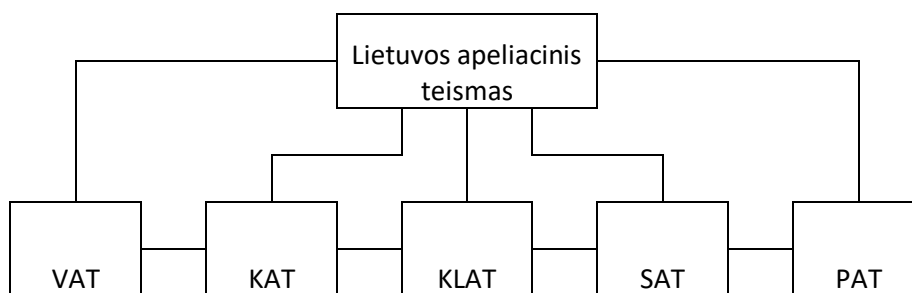 Lietuvos apeliacinis
teismas
VAT
KAT
KLAT
SAT
PAT